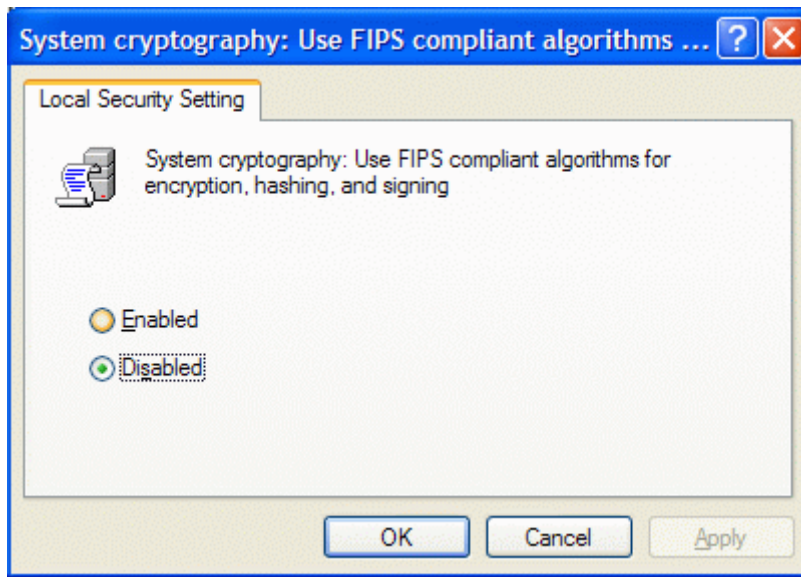 System cryptography: Use FIPS compliant algorithms ...
Local Security Setting
System cryptography: Use FIPS compliant algorithms for
encryption, hashing, and signing
Enabled
Disabled
OK Cancel Apply